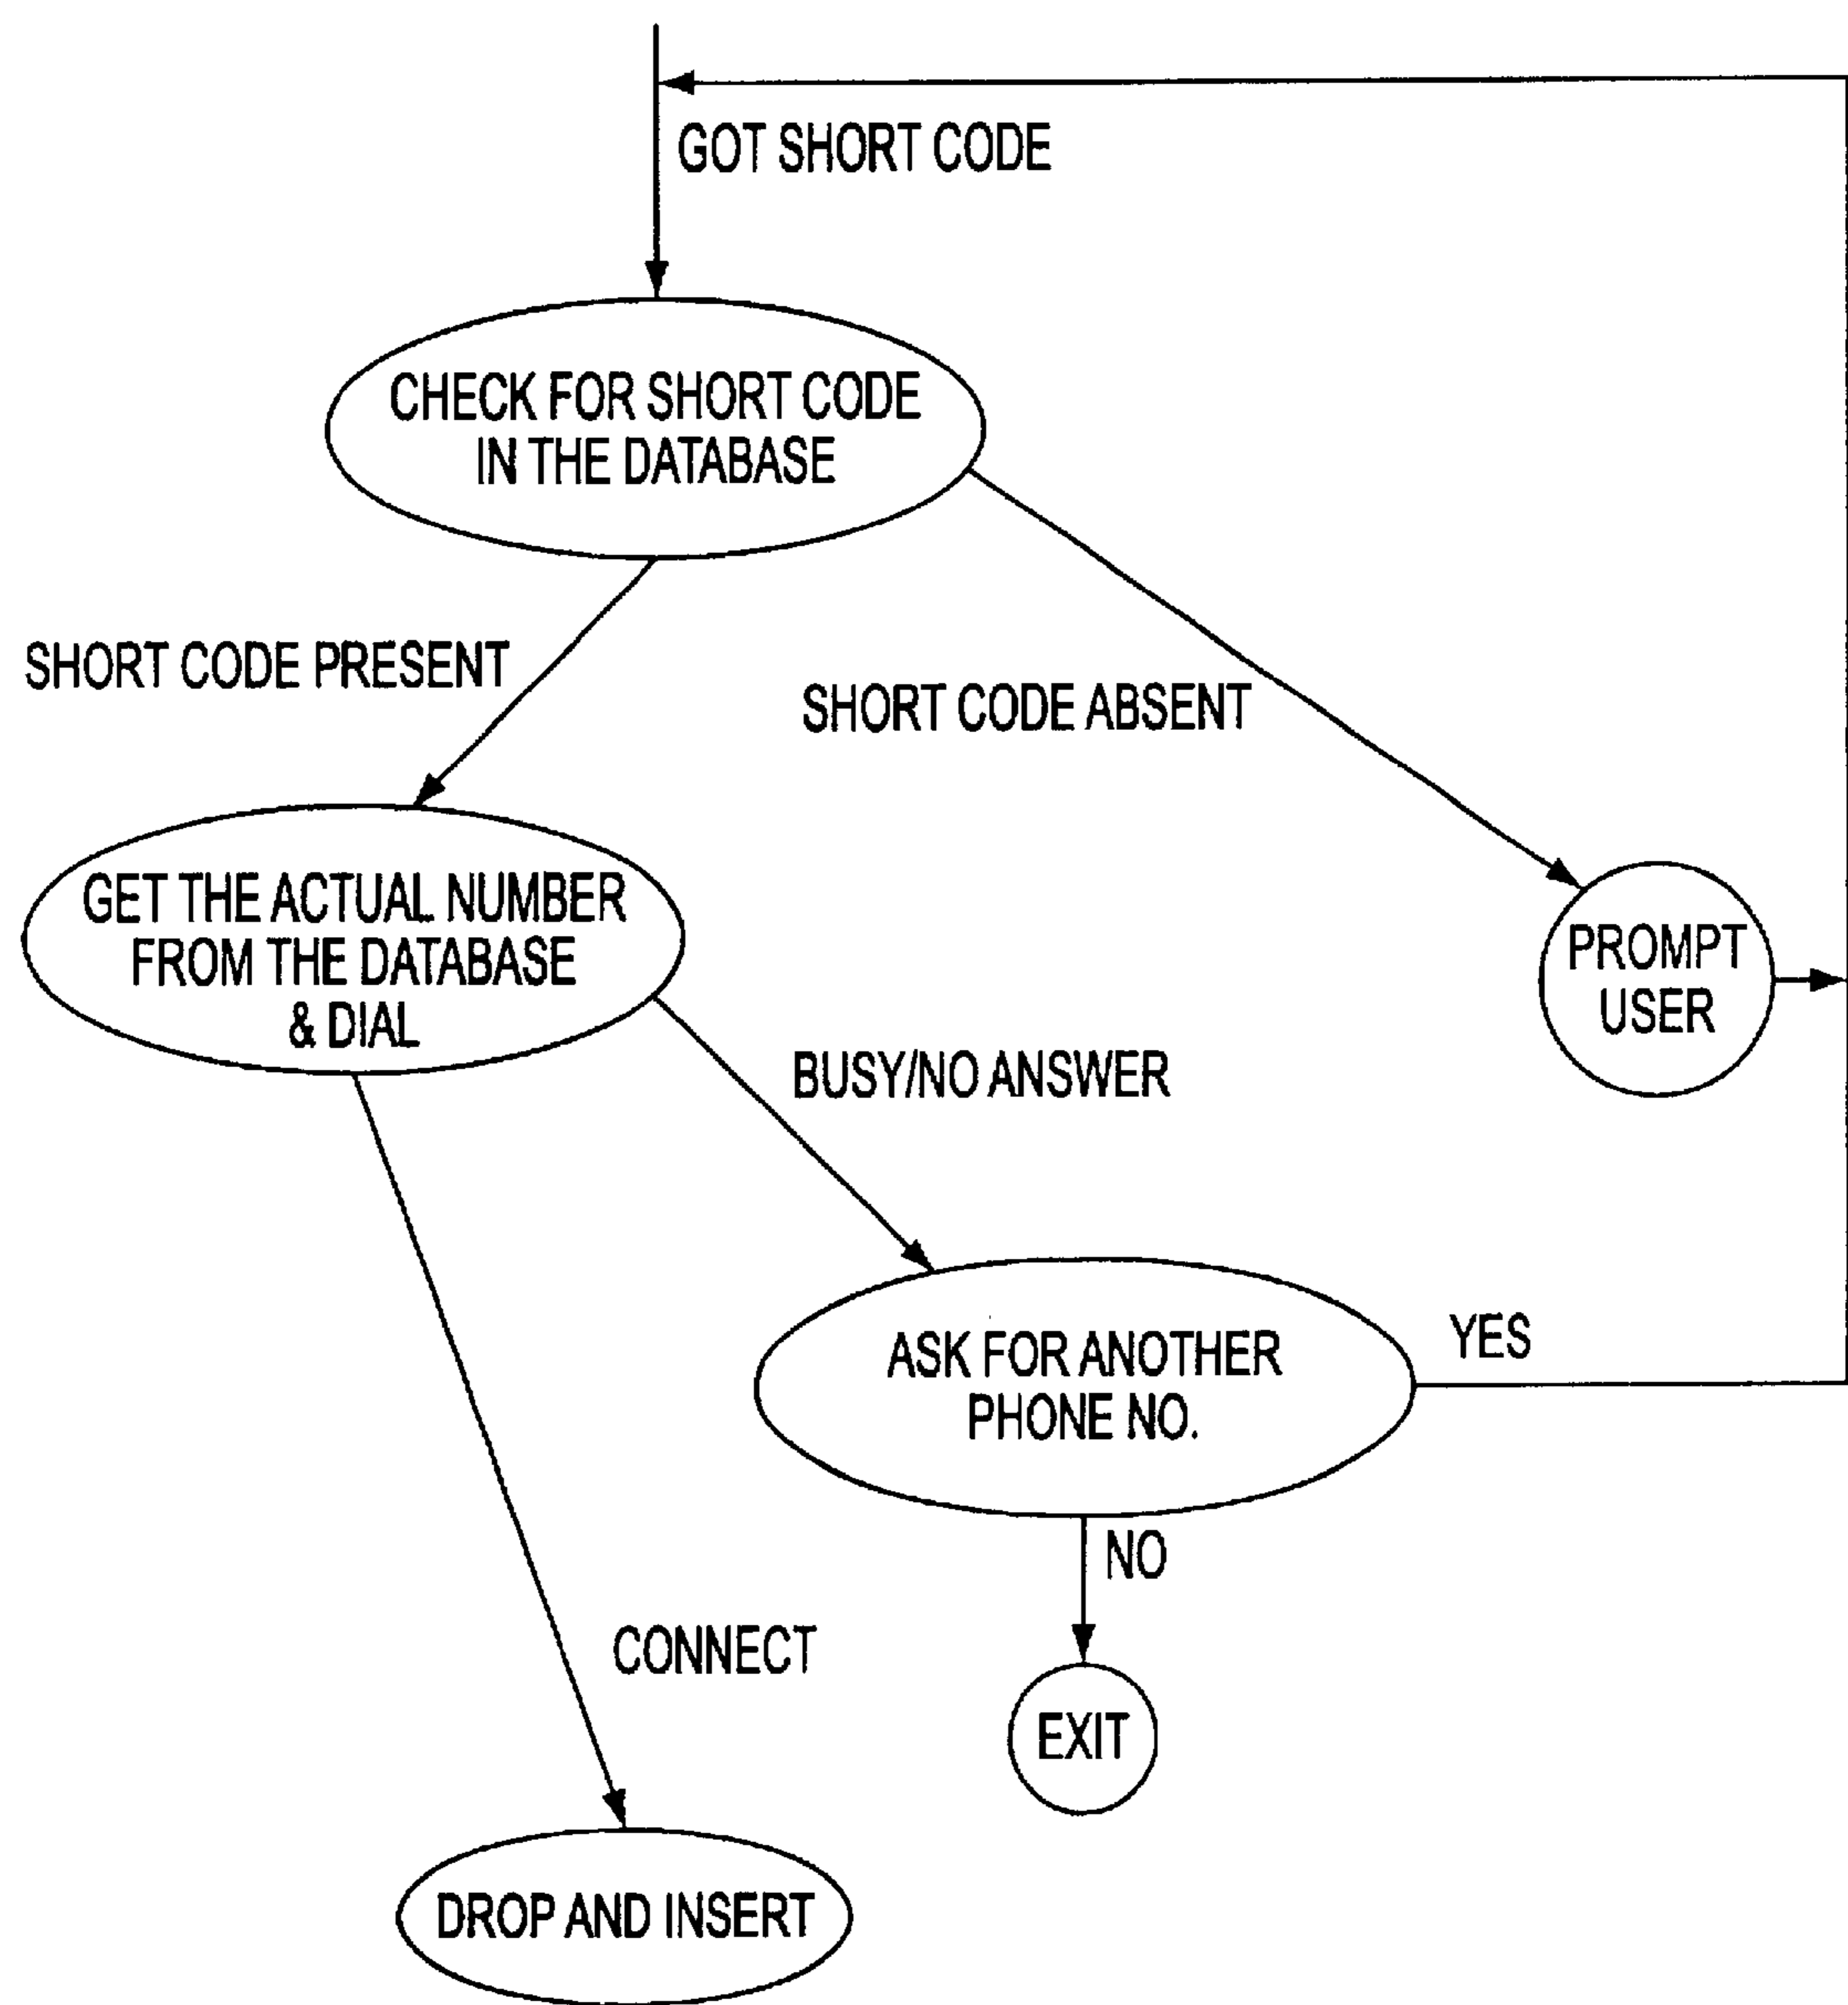 GOT SHORT CODE
CHECK FOR SHORT CODE
IN THE DATABASE
SHORT CODE PRESENT
SHORT CODE ABSENT
GET THE ACTUAL NUMBER
FROM THE DATABASE
& DIAL
PROMPT
USER
BUSY/NO ANSWER
ASK FOR ANOTHER
PHONE NO.
YES
NO
CONNECT
EXIT
DROP AND INSERT